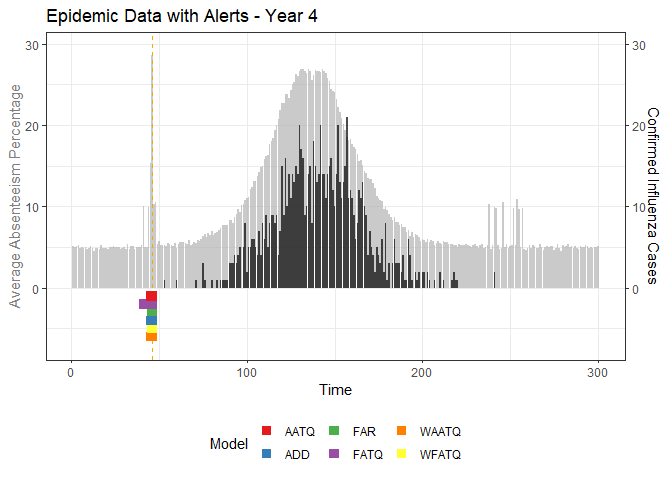 Epidemic Data with Alerts - Year 4
Average Absenteeism Percentage
30
20
10
0
30
20
10
0
Confirmed Influenza Cases
0
100
200
300
Time
Model
AATQ
FAR
WAATQ
ADD
FATQ
WFATQ